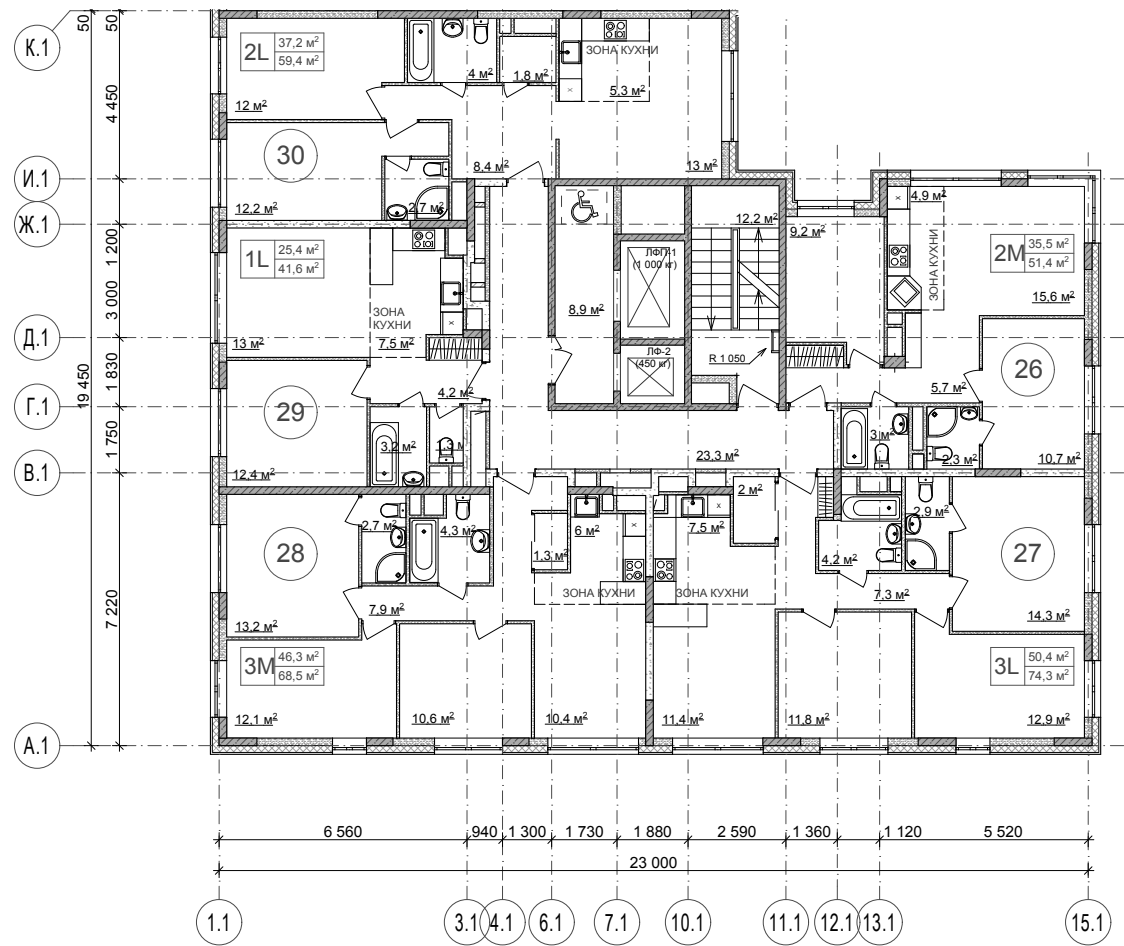 50
50
К.1
2L
37,2 м²
59,4 м²
ЗОНА КУХНИ
4 м²
1,8 м²
5,3 м²
12 м²
4 450
30
8,4 м²
13 м²
И.1
12,2 м²
2,7 м²
4,9 м²
12,2 м²
Ж.1
9,2 м²
1L
25,4 м²
41,6 м²
ЛФП-1
(1 000 кг)
2M
35,5 м²
51,4 м²
ЗОНА КУХНИ
1 200
3 000
8,9 м²
15,6 м²
ЗОНА
КУХНИ
13 м²
7,5 м²
Д.1
ЛФ-2
(450 кг)
R 1 050
26
19 450
1 830
4,2 м²
5,7 м²
Г.1
29
3,2 м²
3 м²
1 750
23,3 м²
2,3 м²
10,7 м²
12,4 м²
В.1
2 м²
2,7 м²
4,3 м²
6 м²
7,5 м²
2,9 м²
28
1,3 м²
4,2 м²
27
ЗОНА КУХНИ
ЗОНА КУХНИ
7,9 м²
7,3 м²
7 220
13,2 м²
14,3 м²
3M
46,3 м²
68,5 м²
3L
50,4 м²
74,3 м²
12,1 м²
10,6 м²
10,4 м²
11,4 м²
11,8 м²
12,9 м²
А.1
6 560
940
1 300
1 730
1 880
2 590
1 360
1 120
5 520
23 000
1.1
3.1
4.1
6.1
7.1
10.1
11.1
12.1
13.1
15.1